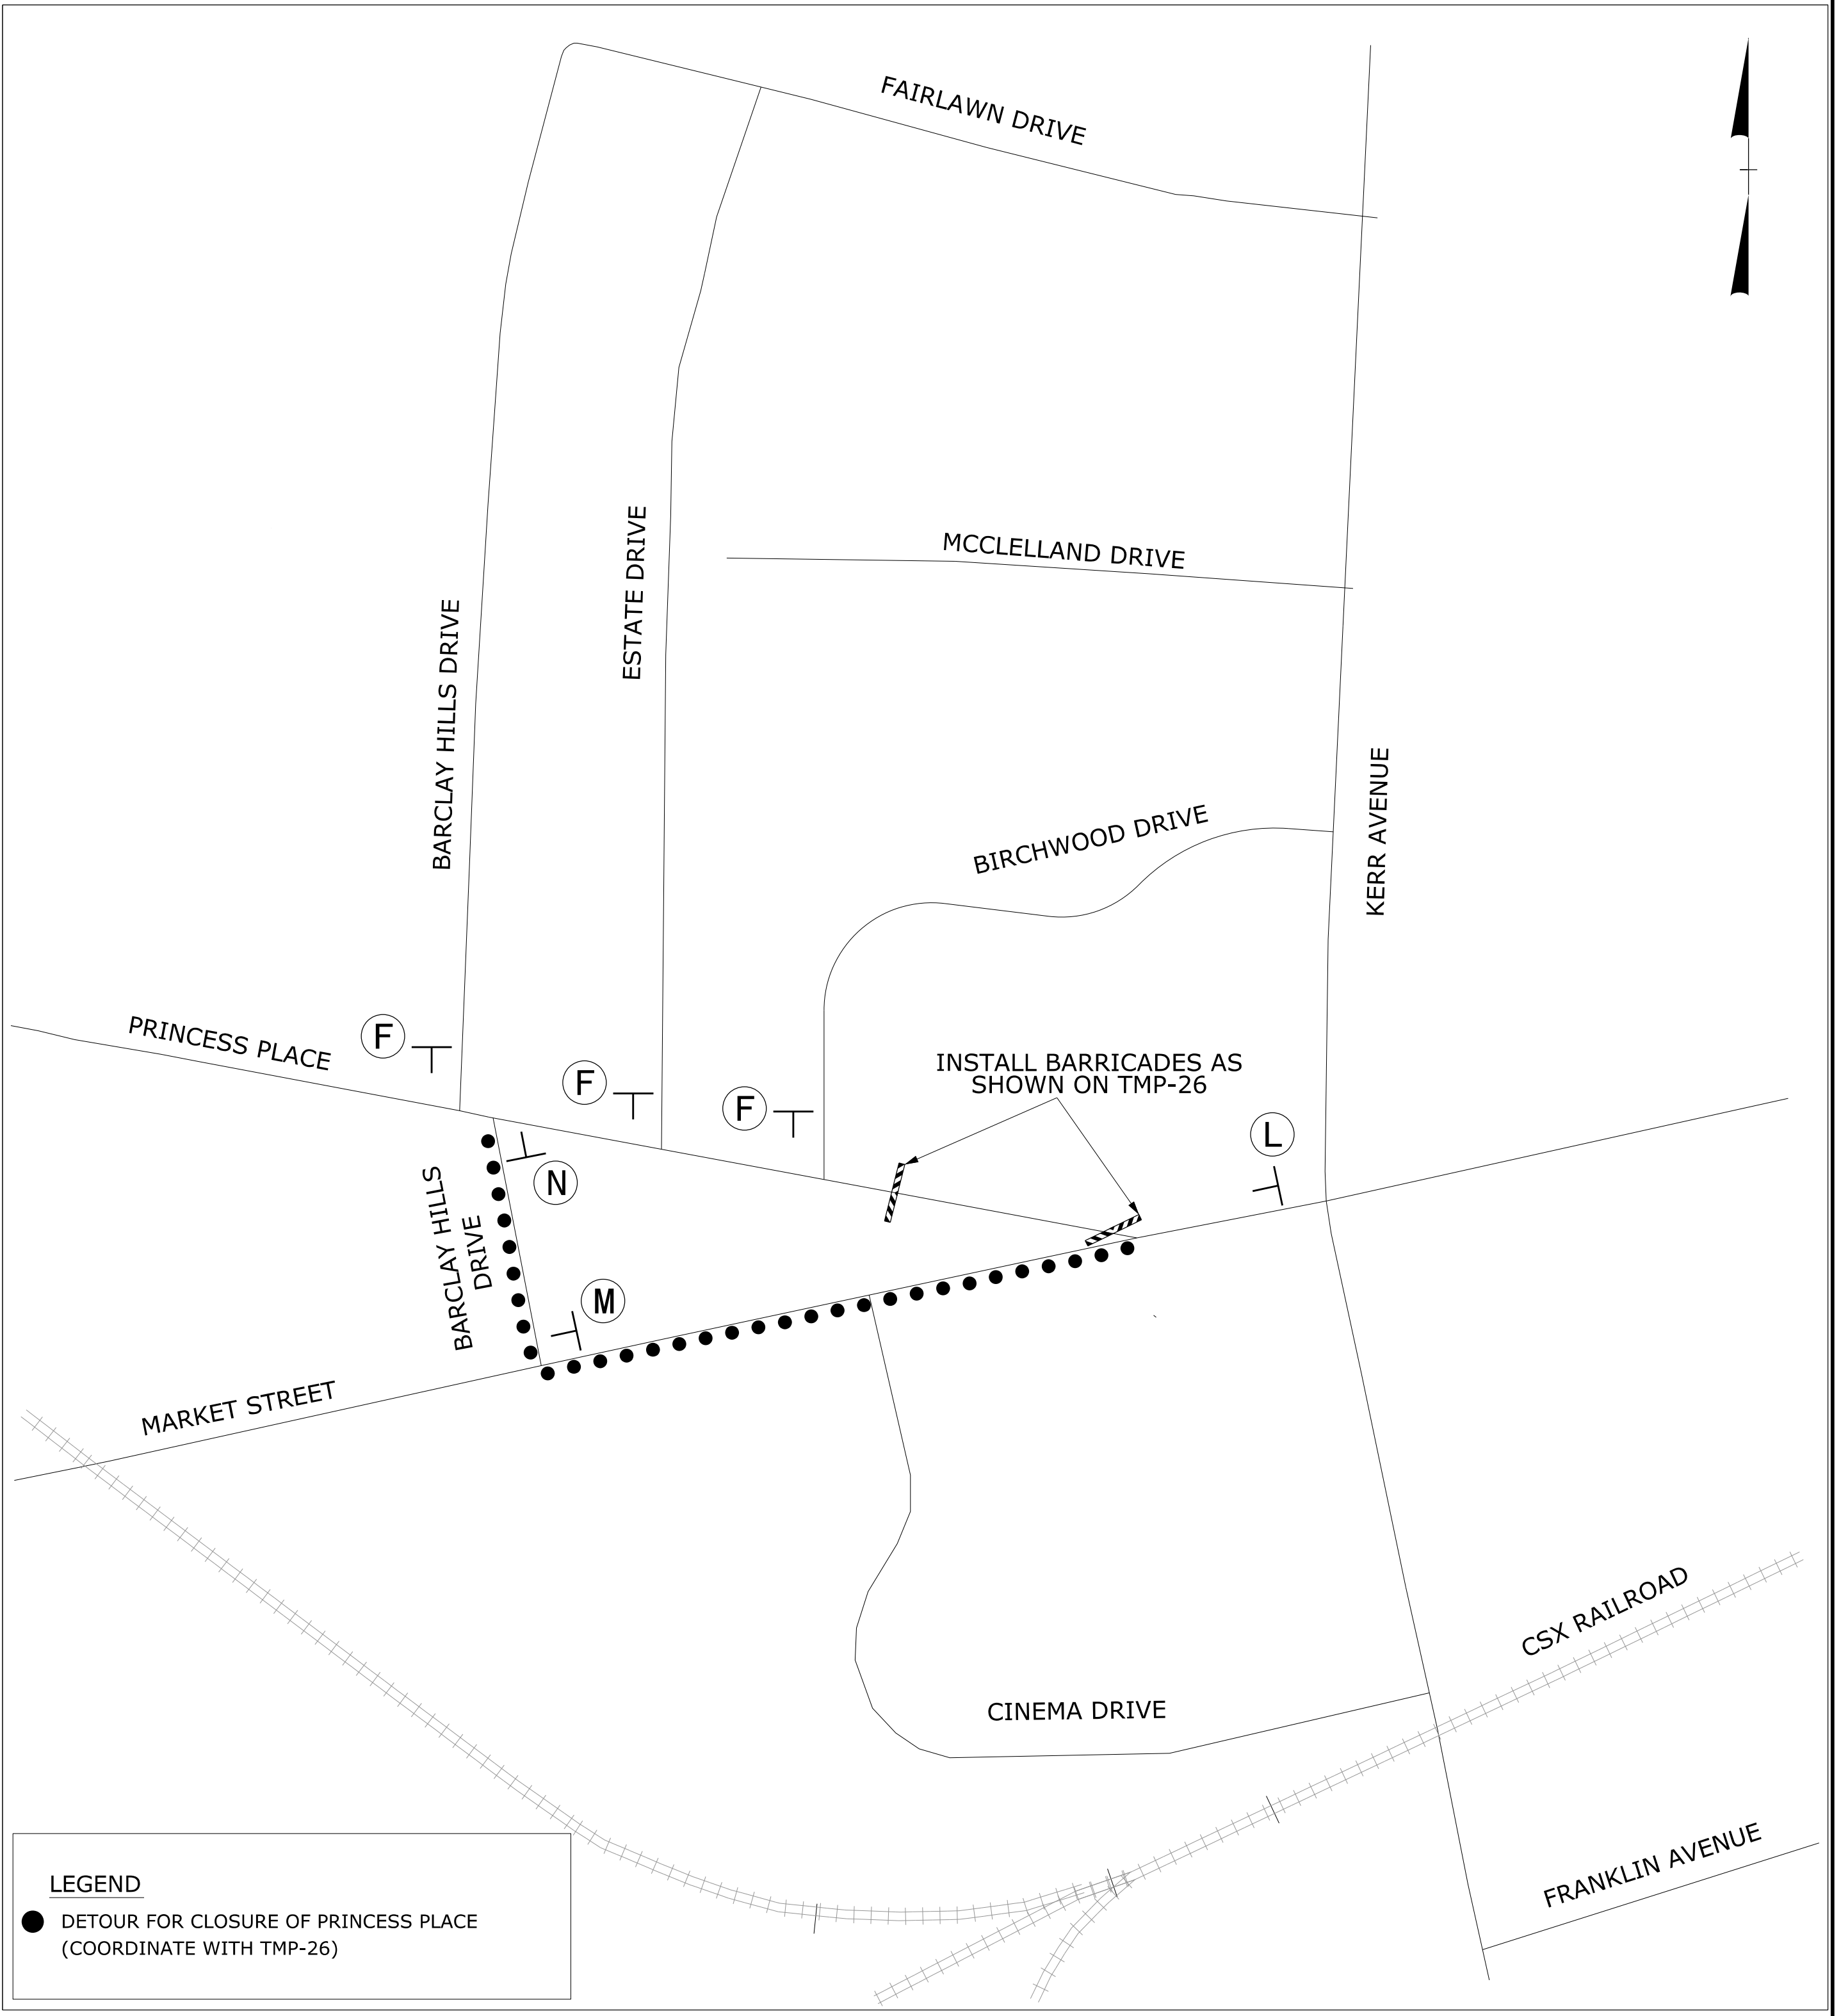 FAIRLAWN DRIVE
MCCLELLAND DRIVE
ESTATE DRIVE
BARCLAY HILLS DRIVE
KERR AVENUE
BIRCHWOOD DRIVE
PRINCESS PLACE
F
F
F
INSTALL BARRICADES AS
SHOWN ON TMP-26
L
N
BARCLAY HILLS
DRIVE
M
MARKET STREET
CSX RAILROAD
CINEMA DRIVE
FRANKLIN AVENUE
LEGEND
DETOUR FOR CLOSURE OF PRINCESS PLACE
(COORDINATE WITH TMP-26)